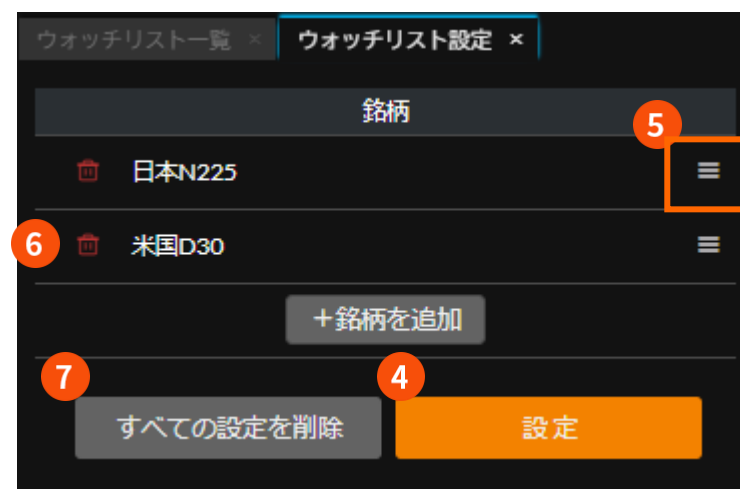 ウォッチリスト一覧 × ウォッチリスト設定 ×
銘柄
5
日本N225
6 米国D30
＋銘柄を追加
7 4
すべての設定を削除 設定